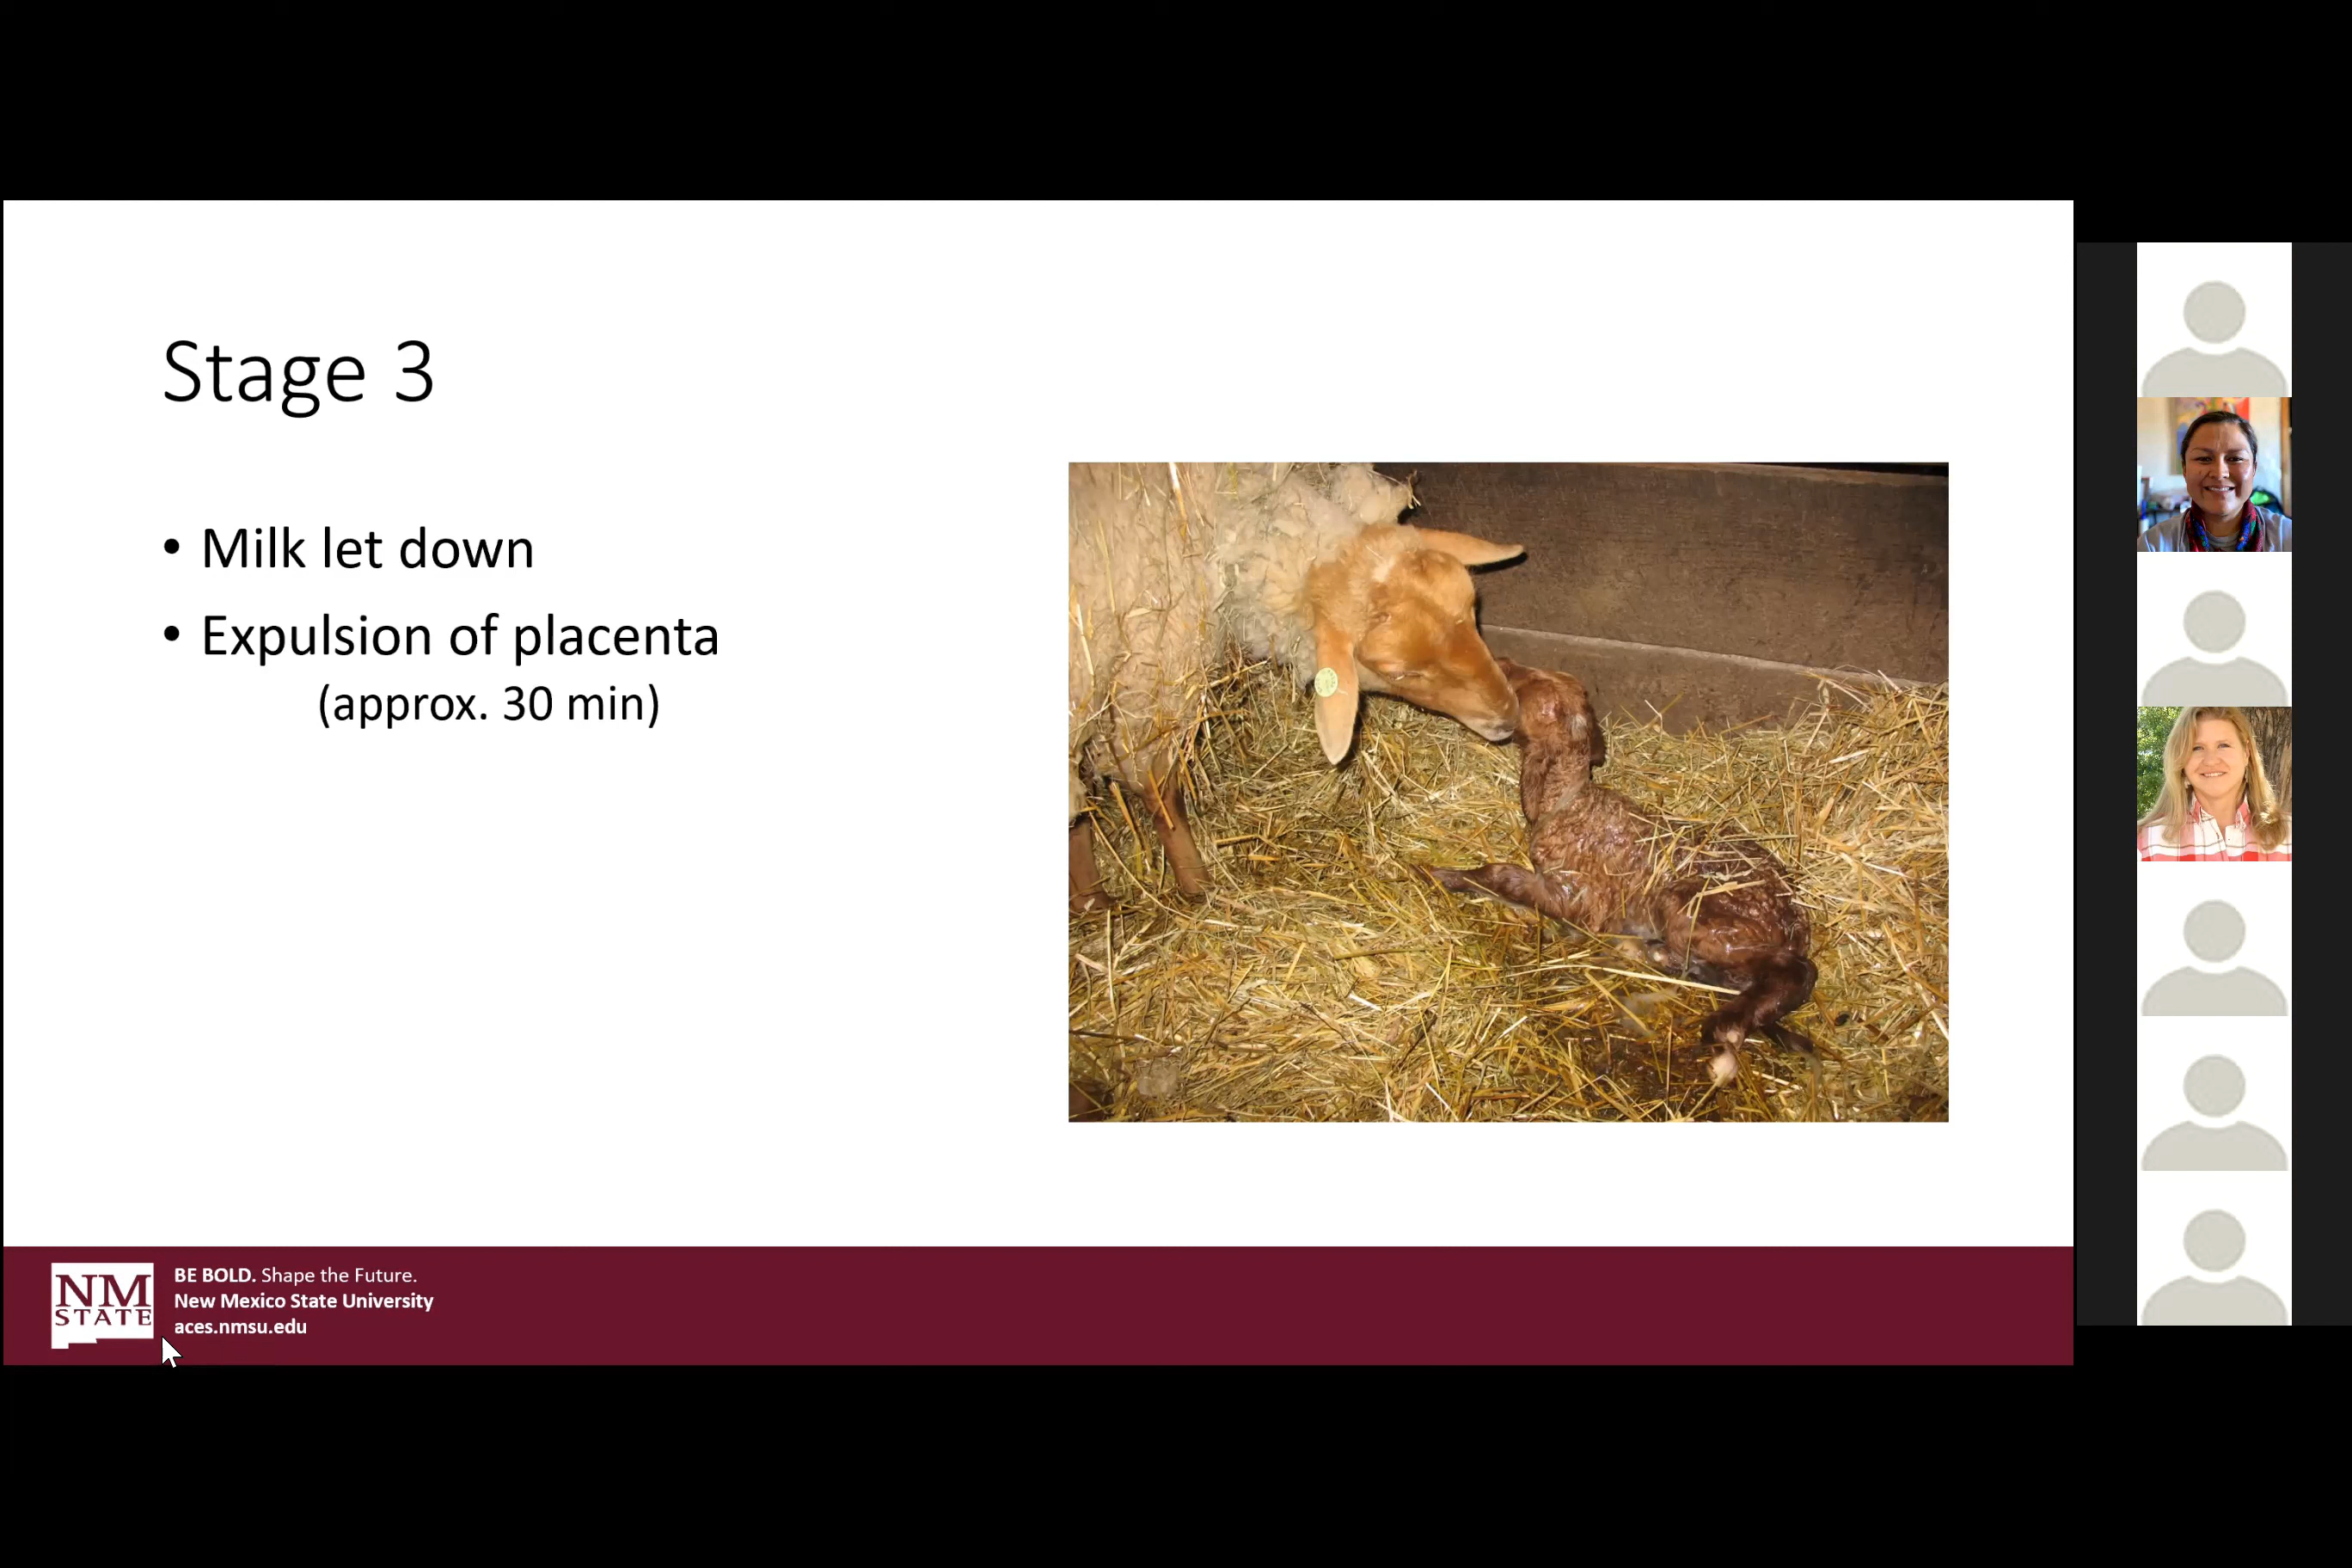 Stage 3
• Milk let down
• Expulsion of placenta
(approx. 30 min)
NM
STATE
BE BOLD. Shape the Future.
New Mexico State University
aces.nmsu.edu